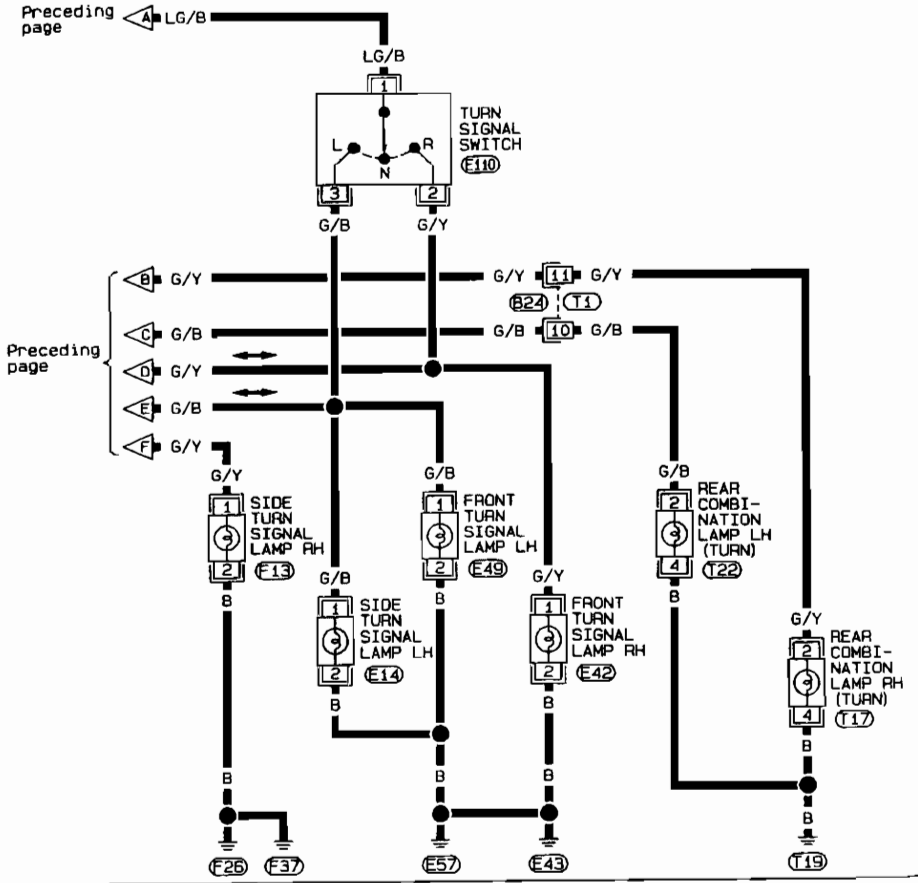 Preceding
page
A LG/B
LG/B
1
TURN
SIGNAL
SWITCH
E110
L
N
R
3
2
G/B
G/Y
Preceding
page
B G/Y
G/Y 11 G/Y
B24
T1
C G/B
G/B 10 G/B
D G/Y
E G/B
F G/Y
G/Y
1
2
SIDE
TURN
SIGNAL
LAMP RH
F13
B
G/B
1
2
SIDE
TURN
SIGNAL
LAMP LH
E14
B
G/B
1
2
FRONT
TURN
SIGNAL
LAMP LH
E49
B
G/Y
1
2
FRONT
TURN
SIGNAL
LAMP RH
E42
B
G/B
2
4
REAR
COMBI-
NATION
LAMP LH
(TURN)
T22
B
G/Y
2
4
REAR
COMBI-
NATION
LAMP RH
(TURN)
T17
B
B
B
B
B
F26
F37
E57
E43
T19